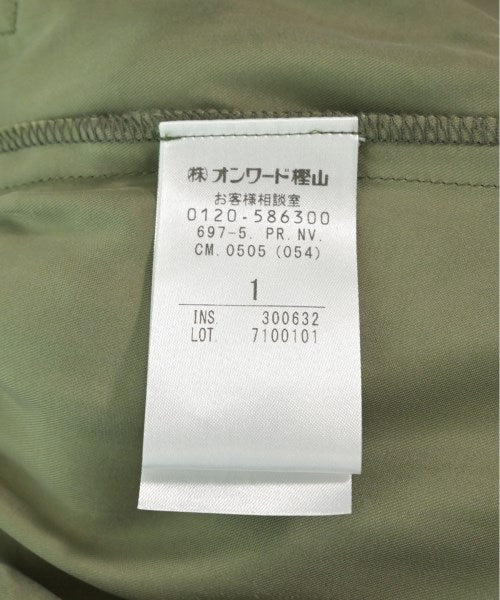 ㈱オンワード樫山
お客様相談室
0120-586300
697-5. PR. NV.
CM. 0505 (054)
1
INS. 300632
LOT. 7100101